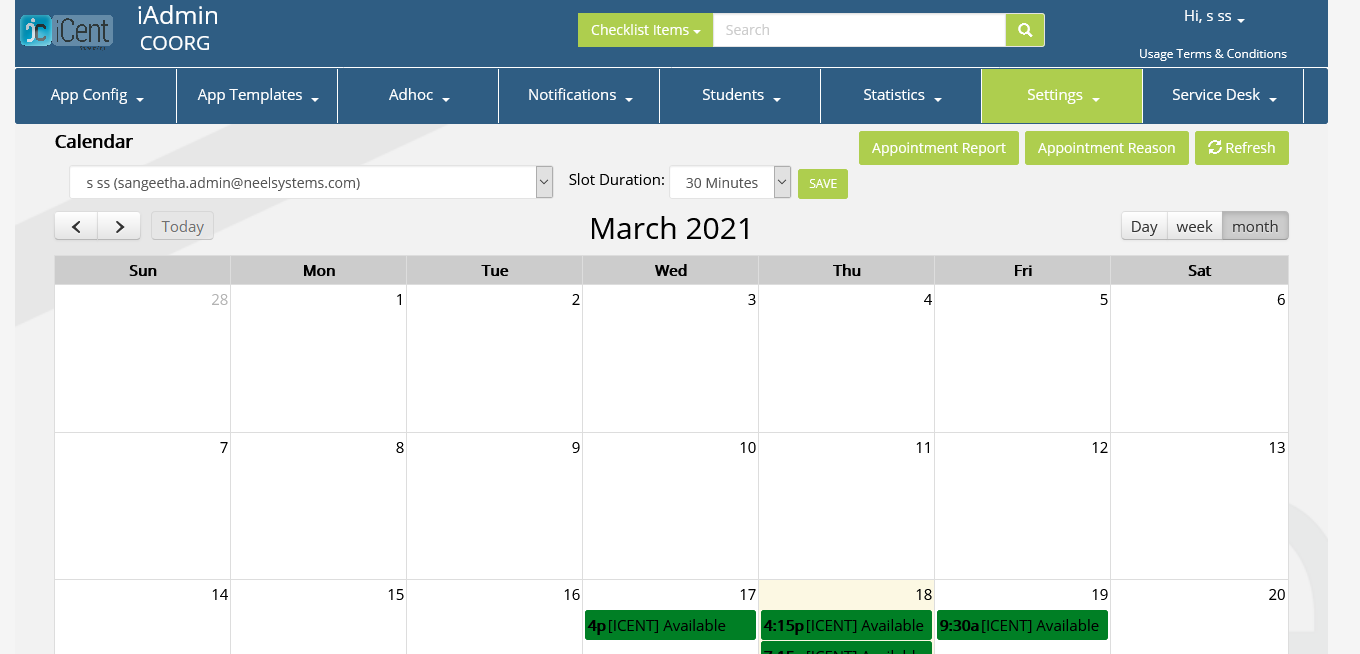 iCent
iAdmin
COORG
Checklist Items
Search
Hi, s ss
Usage Terms & Conditions
App Config
App Templates
Adhoc
Notifications
Students
Statistics
Settings
Service Desk
Calendar
Appointment Report
Appointment Reason
Refresh
s ss (sangeetha.admin@neelsystems.com)
Slot Duration:
30 Minutes
SAVE
Today
March 2021
Day
week
month
Sun Mon Tue Wed Thu Fri Sat
28 1 2 3 4 5 6
7 8 9 10 11 12 13
14 15 16 17 18 19 20
4p [ICENT] Available
4:15p [ICENT] Available
9:30a [ICENT] Available